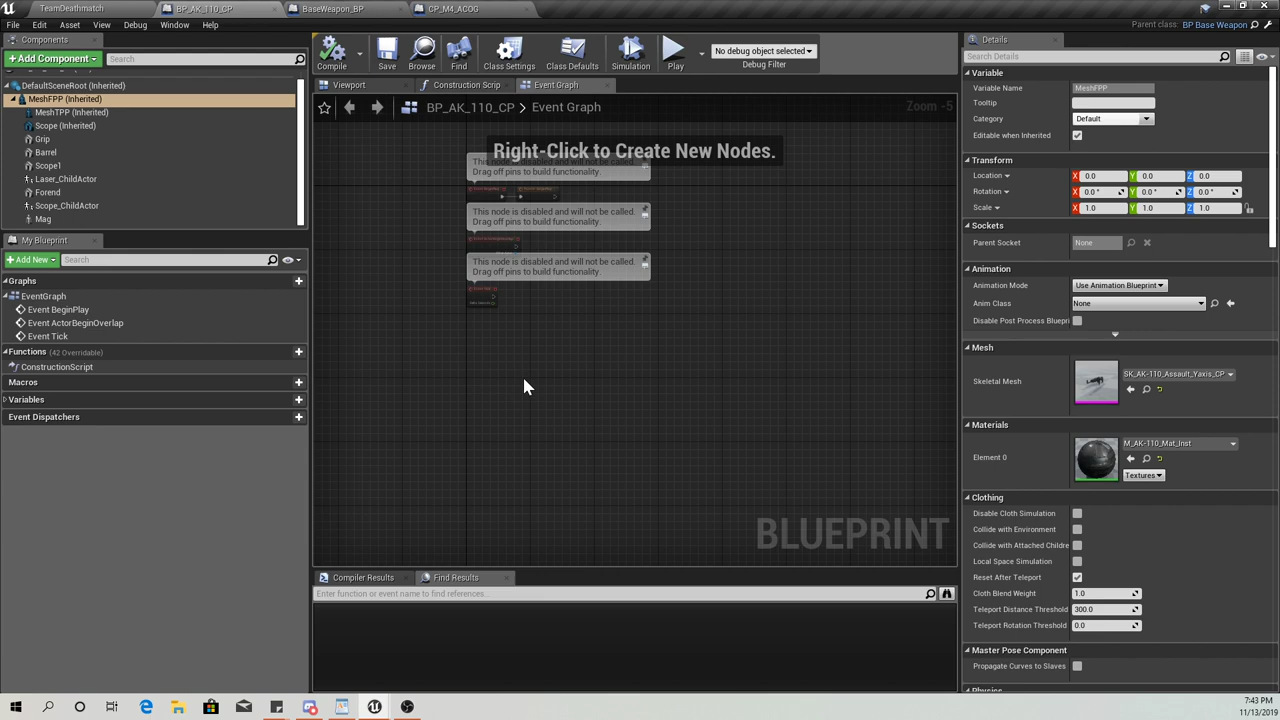 TeamDeathmatch BP_AK_110_CP BaseWeapon_BP CP_M4_ACOG
File Edit Asset View Debug Window Help
Parent class: BP Base Weapon
Components
+Add Component Search
DefaultSceneRoot (Inherited)
MeshFPP (Inherited)
MeshTPP (Inherited)
Scope (Inherited)
Grip
Barrel
Scope1
Laser_ChildActor
Forend
Scope_ChildActor
Mag
My Blueprint
+Add New Search
Graphs
EventGraph
Event BeginPlay
Event ActorBeginOverlap
Event Tick
Functions (42 Overridable)
ConstructionScript
Macros
Variables
Event Dispatchers
Compile Save Browse Find Class Settings Class Defaults Simulation Play
No debug object selected
Debug Filter
Viewport Construction Scrip Event Graph
BP_AK_110_CP Event Graph
Zoom -5
Right-Click to Create New Nodes.
This node is disabled and will not be called.
Drag off pins to build functionality.
This node is disabled and will not be called.
Drag off pins to build functionality.
This node is disabled and will not be called.
Drag off pins to build functionality.
BLUEPRINT
Compiler Results Find Results
Enter function or event name to find references...
Details
Search Details
Variable
Variable Name MeshFPP
Tooltip
Category Default
Editable when Inherited
Transform
Location X 0.0 Y 0.0 Z 0.0
Rotation X 0.0 ° Y 0.0 ° Z 0.0 °
Scale X 1.0 Y 1.0 Z 1.0
Sockets
Parent Socket None
Animation
Animation Mode Use Animation Blueprint
Anim Class None
Disable Post Process Bluepri
Mesh
Skeletal Mesh SK_AK-110_Assault_Yaxis_CP
Materials
Element 0 M_AK-110_Mat_Inst
Textures
Clothing
Disable Cloth Simulation
Collide with Environment
Collide with Attached Childre
Local Space Simulation
Reset After Teleport
Cloth Blend Weight 1.0
Teleport Distance Threshold 300.0
Teleport Rotation Threshold 0.0
Master Pose Component
Propagate Curves to Slaves
Physics
7:43 PM
11/13/2019